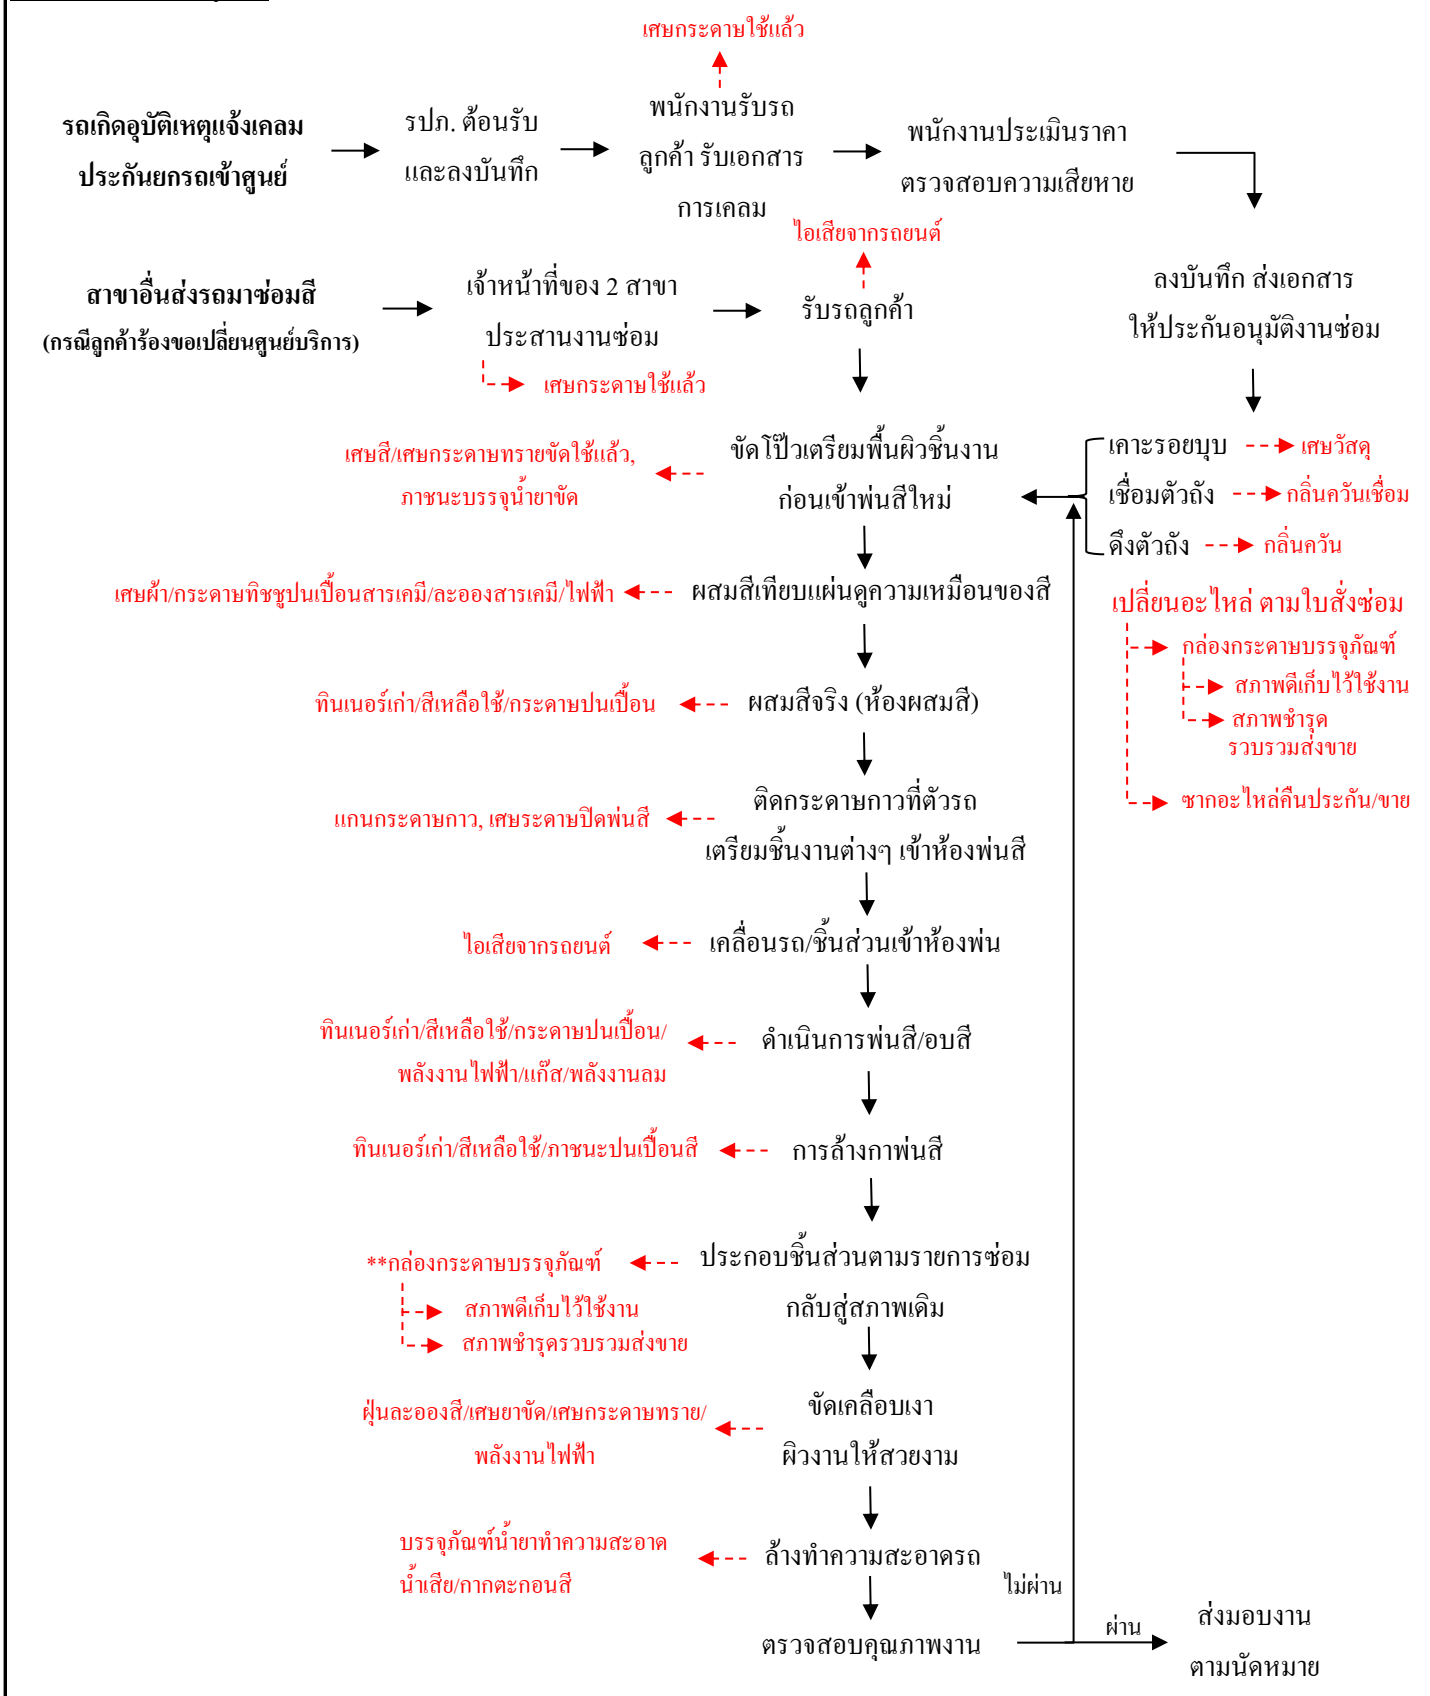 เศษกระดาษใช้แล้ว
รถเกิดอุบัติเหตุแจ้งเคลม
ประกันยกรถเข้าศูนย์
รปภ. ต้อนรับ
และลงบันทึก
พนักงานรับรถ
ลูกค้า รับเอกสาร
การเคลม
พนักงานประเมินราคา
ตรวจสอบความเสียหาย
ไอเสียจากรถยนต์
สาขาอื่นส่งรถมาซ่อมสี
(กรณีลูกค้าร้องขอเปลี่ยนศูนย์บริการ)
เจ้าหน้าที่ของ 2 สาขา
ประสานงานซ่อม
เศษกระดาษใช้แล้ว
รับรถลูกค้า
ลงบันทึก ส่งเอกสาร
ให้ประกันอนุมัติงานซ่อม
เศษสี/เศษกระดาษทรายขัดใช้แล้ว,
ภาชนะบรรจุน้ำยาขัด
ขัดโป๊วเตรียมพื้นผิวชิ้นงาน
ก่อนเข้าพ่นสีใหม่
เคาะรอยบุบ
เศษวัสดุ
เชื่อมตัวถัง
กลิ่นควันเชื่อม
ดึงตัวถัง
กลิ่นควัน
เศษผ้า/กระดาษทิชชูปนเปื้อนสารเคมี/ละอองสารเคมี/ไฟฟ้า
ผสมสีเทียบแผ่นดูความเหมือนของสี
เปลี่ยนอะไหล่ ตามใบสั่งซ่อม
กล่องกระดาษบรรจุภัณฑ์
สภาพดีเก็บไว้ใช้งาน
สภาพชำรุด
รวบรวมส่งขาย
ซากอะไหล่คืนประกัน/ขาย
ทินเนอร์เก่า/สีเหลือใช้/กระดาษปนเปื้อน
ผสมสีจริง (ห้องผสมสี)
แกนกระดาษกาว, เศษระดาษปิดพ่นสี
ติดกระดาษกาวที่ตัวรถ
เตรียมชิ้นงานต่างๆ เข้าห้องพ่นสี
ไอเสียจากรถยนต์
เคลื่อนรถ/ชิ้นส่วนเข้าห้องพ่น
ทินเนอร์เก่า/สีเหลือใช้/กระดาษปนเปื้อน/
พลังงานไฟฟ้า/แก๊ส/พลังงานลม
ดำเนินการพ่นสี/อบสี
ทินเนอร์เก่า/สีเหลือใช้/ภาชนะปนเปื้อนสี
การล้างกาพ่นสี
**กล่องกระดาษบรรจุภัณฑ์
สภาพดีเก็บไว้ใช้งาน
สภาพชำรุดรวบรวมส่งขาย
ประกอบชิ้นส่วนตามรายการซ่อม
กลับสู่สภาพเดิม
ฝุ่นละอองสี/เศษยาขัด/เศษกระดาษทราย/
พลังงานไฟฟ้า
ขัดเคลือบเงา
ผิวงานให้สวยงาม
บรรจุภัณฑ์น้ำยาทำความสะอาด
น้ำเสีย/กากตะกอนสี
ล้างทำความสะอาดรถ
ไม่ผ่าน
ตรวจสอบคุณภาพงาน
ผ่าน
ส่งมอบงาน
ตามนัดหมาย